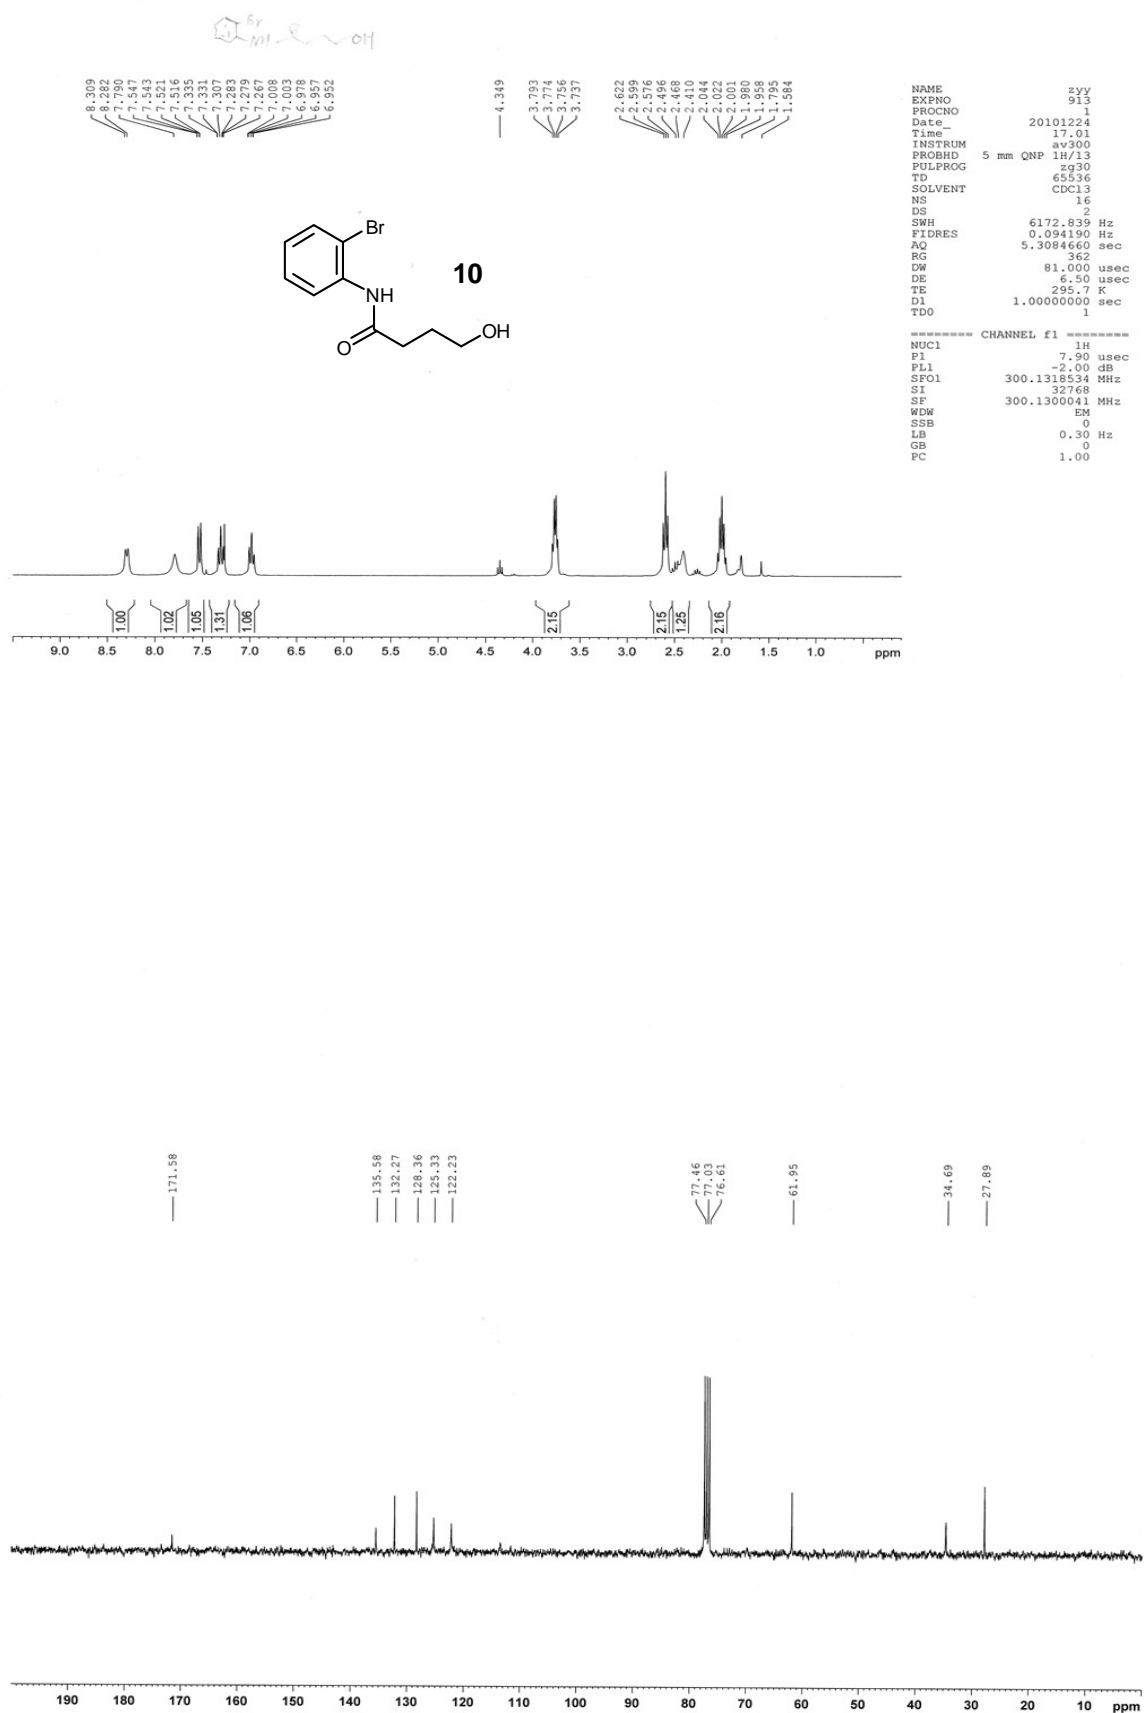 Br
NH OH
8.309
8.282
7.790
7.547
7.543
7.521
7.516
7.335
7.331
7.307
7.283
7.279
7.267
7.008
7.003
6.978
6.957
6.952
4.349
3.793
3.774
3.756
3.737
2.622
2.599
2.576
2.496
2.468
2.410
2.044
2.022
2.001
1.980
1.958
1.795
1.584
NAME zyy
EXPNO 913
PROCNO 1
Date_ 20101224
Time 17.01
INSTRUM av300
PROBHD 5 mm QNP 1H/13
PULPROG zg30
TD 65536
SOLVENT CDCl3
NS 16
DS 2
SWH 6172.839 Hz
FIDRES 0.094190 Hz
AQ 5.3084660 sec
RG 362
DW 81.000 usec
DE 6.50 usec
TE 295.7 K
D1 1.00000000 sec
TD0 1
======== CHANNEL f1 ========
NUC1 1H
P1 7.90 usec
PL1 -2.00 dB
SFO1 300.1318534 MHz
SI 32768
SF 300.1300041 MHz
WDW EM
SSB 0
LB 0.30 Hz
GB 0
PC 1.00
Br
10
NH
O
OH
1.00 1.02 1.05 1.31 1.06 2.15 2.15 1.25 2.16
9.0 8.5 8.0 7.5 7.0 6.5 6.0 5.5 5.0 4.5 4.0 3.5 3.0 2.5 2.0 1.5 1.0 ppm
171.58
135.58
132.27
128.36
125.33
122.23
77.46
77.03
76.61
61.95
34.69
27.89
190 180 170 160 150 140 130 120 110 100 90 80 70 60 50 40 30 20 10 ppm